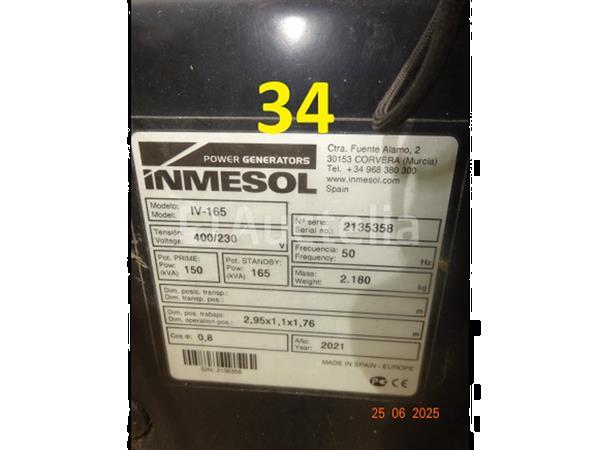 34
POWER GENERATORS
INMESOL
Ctra. Fuente Alamo, 2
30153 CORVERA (Murcia)
Tel. +34 968 380 300
www.inmesol.com
Spain
Modelo:
Model: IV-165
Nº serie:
Serial no.: 2135358
Tensión:
Voltage: 400/230 V
Frecuencia:
Frequency: 50 Hz
Pot. PRIME:
Pow. (kVA) 150
Pot. STANDBY:
Pow. (kVA) 165
Masa:
Weight: 2.180 kg
Dim. posic. transp.:
Dim. transp. pos.: m
Dim. pos. trabajo:
Dim. operation pos.: 2,95x1,1x1,76 m
Cos Φ: 0,8
Año:
Year: 2021
S/N: 2135358
MADE IN SPAIN - EUROPE
CE
25 06 2025